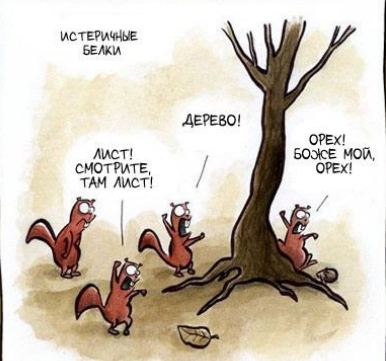 ИСТЕРИЧНЫЕ
БЕЛКИ
ДЕРЕВО!
ЛИСТ!
СМОТРИТЕ,
ТАМ ЛИСТ!
ОРЕХ!
БОЖЕ МОЙ,
ОРЕХ!